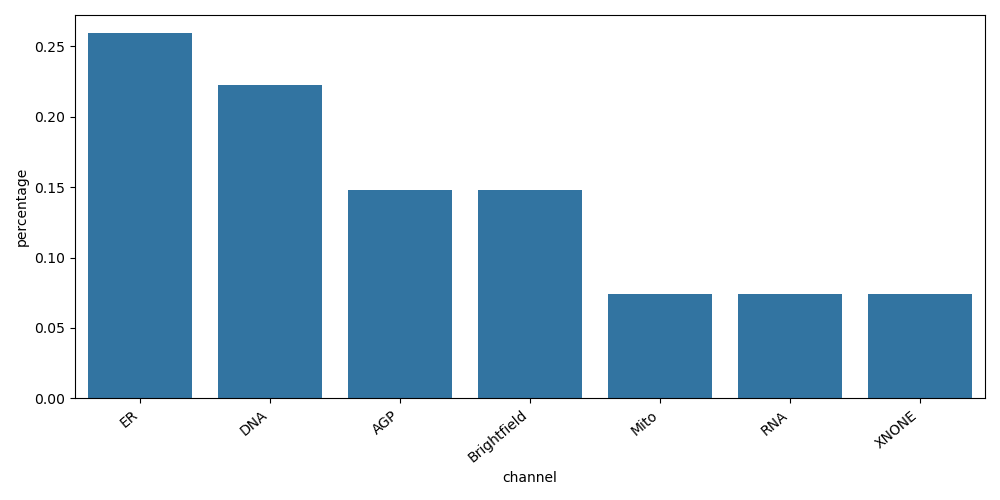 percentage
0.25
0.20
0.15
0.10
0.05
0.00
ER
DNA
AGP
Brightfield
Mito
RNA
XNONE
channel